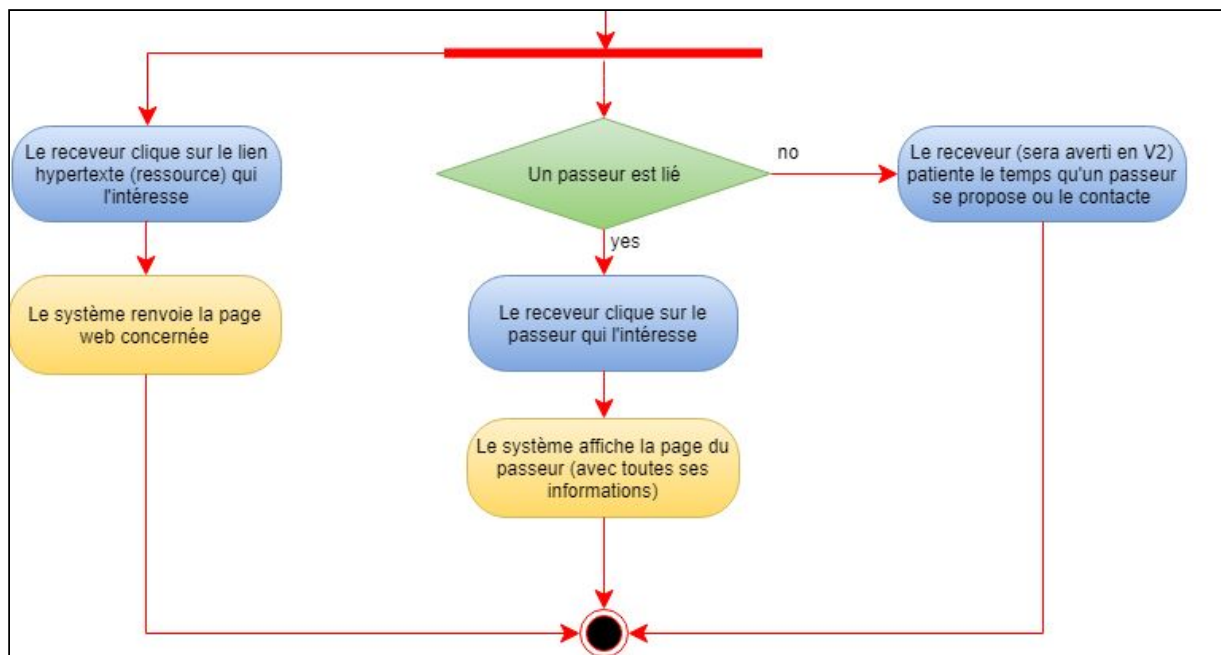 Le receveur clique sur le lien
hypertexte (ressource) qui
l'intéresse
Le système renvoie la page
web concernée
Un passeur est lié
no
yes
Le receveur (sera averti en V2)
patiente le temps qu'un passeur
se propose ou le contacte
Le receveur clique sur le
passeur qui l'intéresse
Le système affiche la page du
passeur (avec toutes ses
informations)